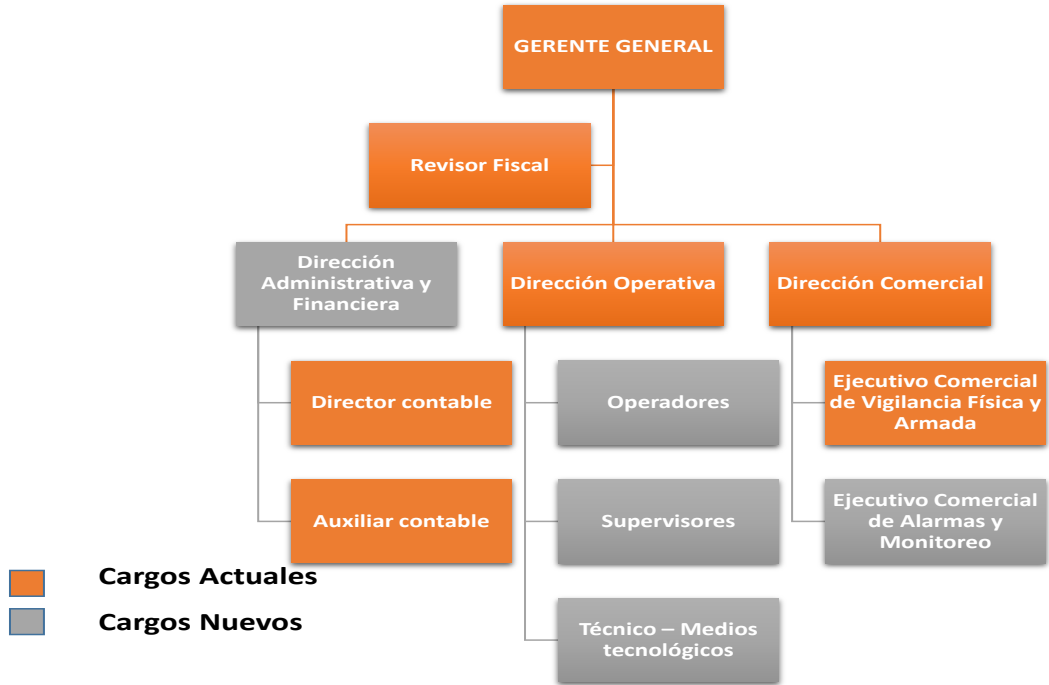 GERENTE GENERAL
Revisor Fiscal
Dirección
Administrativa y
Financiera
Dirección Operativa
Dirección Comercial
Director contable
Operadores
Ejecutivo Comercial
de Vigilancia Física y
Armada
Auxiliar contable
Supervisores
Ejecutivo Comercial
de Alarmas y
Monitoreo
Técnico – Medios
tecnológicos
Cargos Actuales
Cargos Nuevos